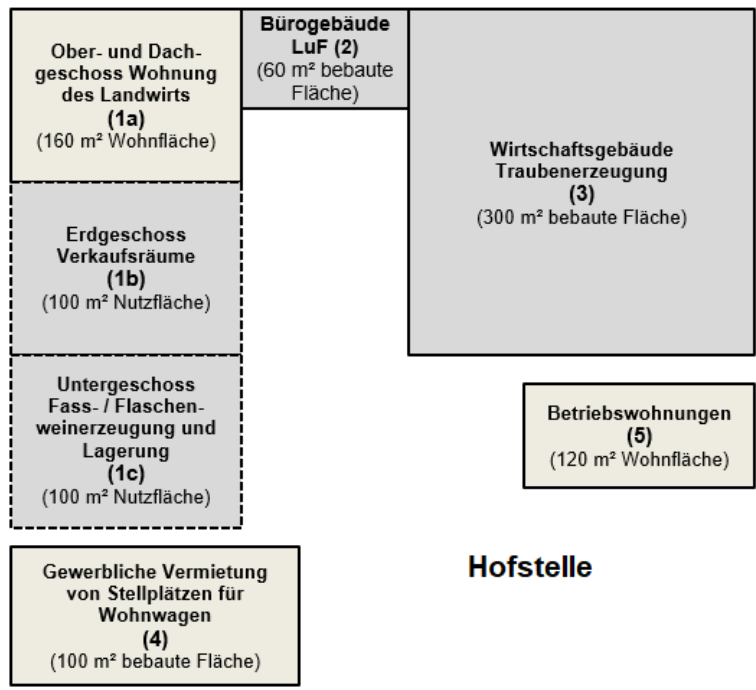 Ober- und Dach-
geschoss Wohnung
des Landwirts
(1a)
(160 m² Wohnfläche)
Bürogebäude
LuF (2)
(60 m² bebaute
Fläche)
Wirtschaftsgebäude
Traubenerzeugung
(3)
(300 m² bebaute Fläche)
Erdgeschoss
Verkaufsräume
(1b)
(100 m² Nutzfläche)
Untergeschoss
Fass- / Flaschen-
weinerzeugung und
Lagerung
(1c)
(100 m² Nutzfläche)
Betriebswohnungen
(5)
(120 m² Wohnfläche)
Hofstelle
Gewerbliche Vermietung
von Stellplätzen für
Wohnwagen
(4)
(100 m² bebaute Fläche)